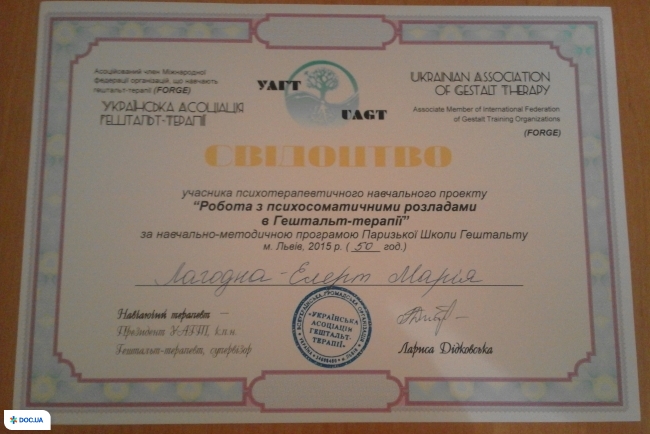 Асоційований член Міжнародної
федерації організацій, що навчають
гештальт-терапії (FORGE)
УКРАЇНСЬКА АСОЦІАЦІЯ
ГЕШТАЛЬТ-ТЕРАПІЇ
УАГТ
UAGT
UKRAINIAN ASSOCIATION
OF GESTALT THERAPY
Associate Member of International Federation
of Gestalt Training Organizations
(FORGE)
СВІДОЦТВО
учасника психотерапевтичного навчального проекту
“Робота з психосоматичними розладами
в Гештальт-терапії”
за навчально-методичною програмою Паризької Школи Гештальту
м. Львів, 2015 р. ( 50 год.)
Лагодна-Елерт Марія
Навчаючий терапевт –
Президент УАГТ, к.п.н.
Гештальт-терапевт, супервізор
УКРАЇНСЬКА
АСОЦІАЦІЯ
ГЕШТАЛЬТ-
ТЕРАПІЇ
Лариса Дідковська
DOC.UA